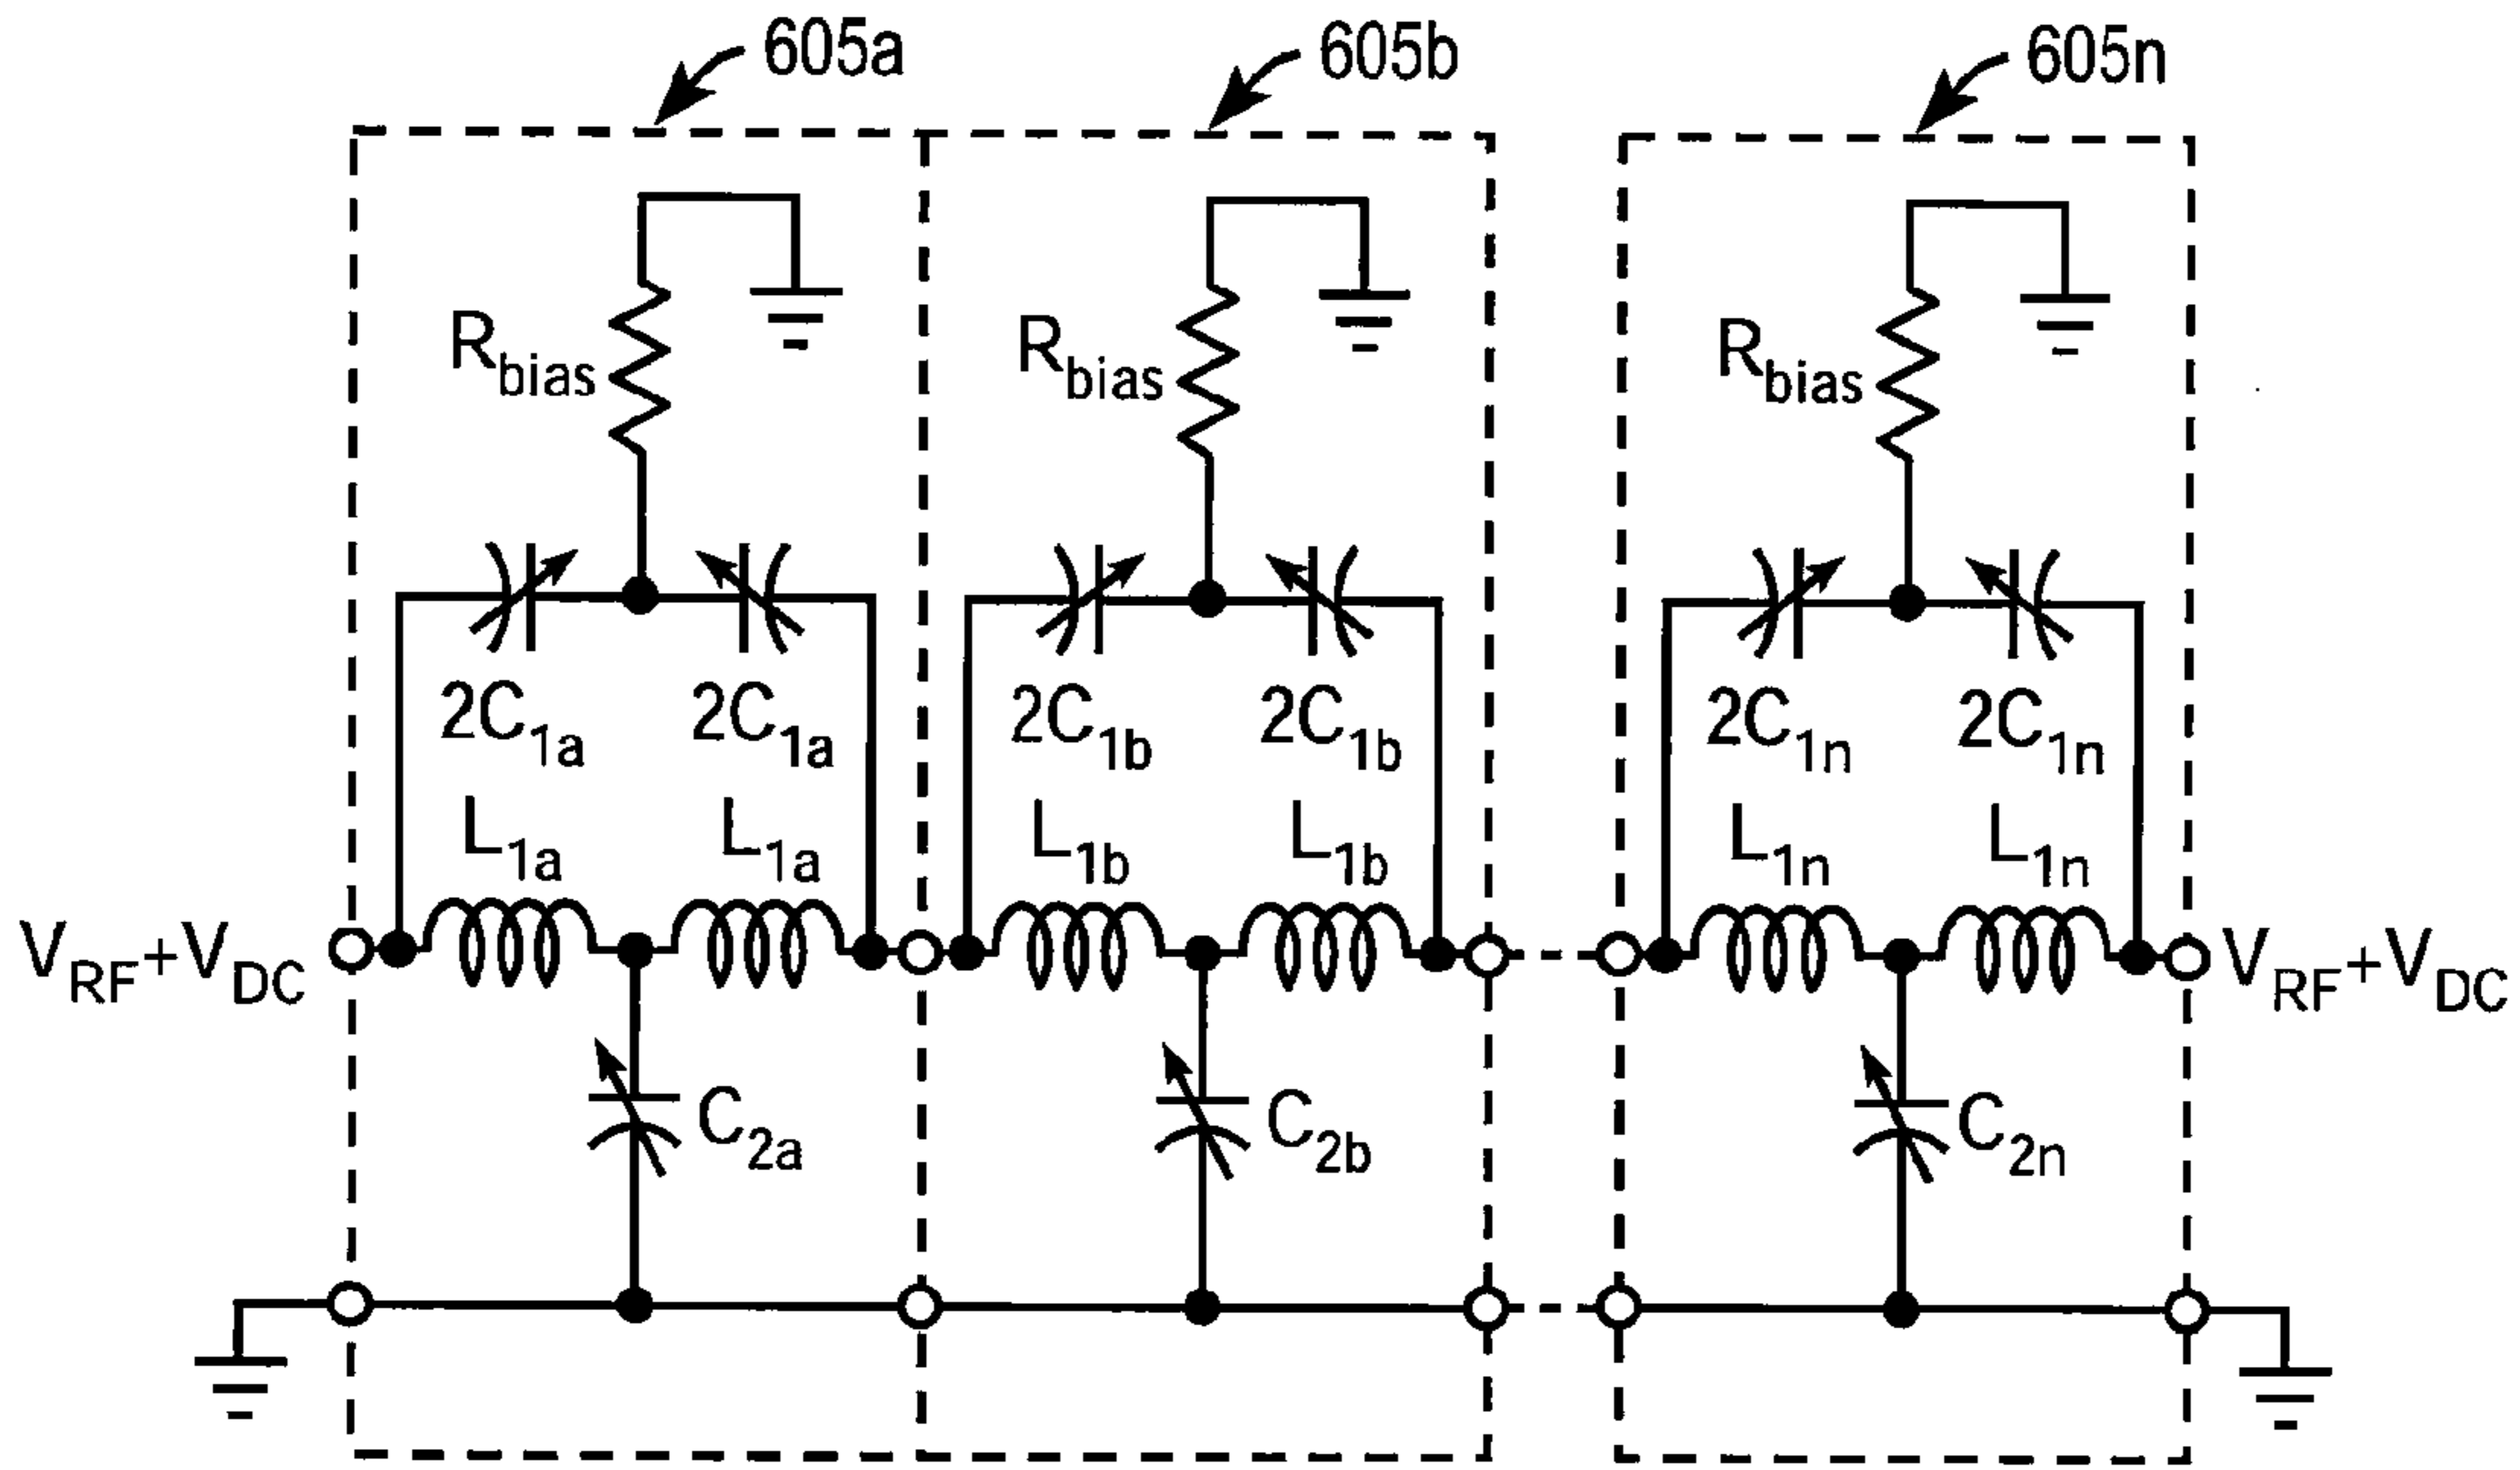 605a
605b
605n
Rbias
Rbias
Rbias
2C1a
2C1a
2C1b
2C1b
2C1n
2C1n
L1a
L1a
L1b
L1b
L1n
L1n
VRF+VDC
VRF+VDC
C2a
C2b
C2n